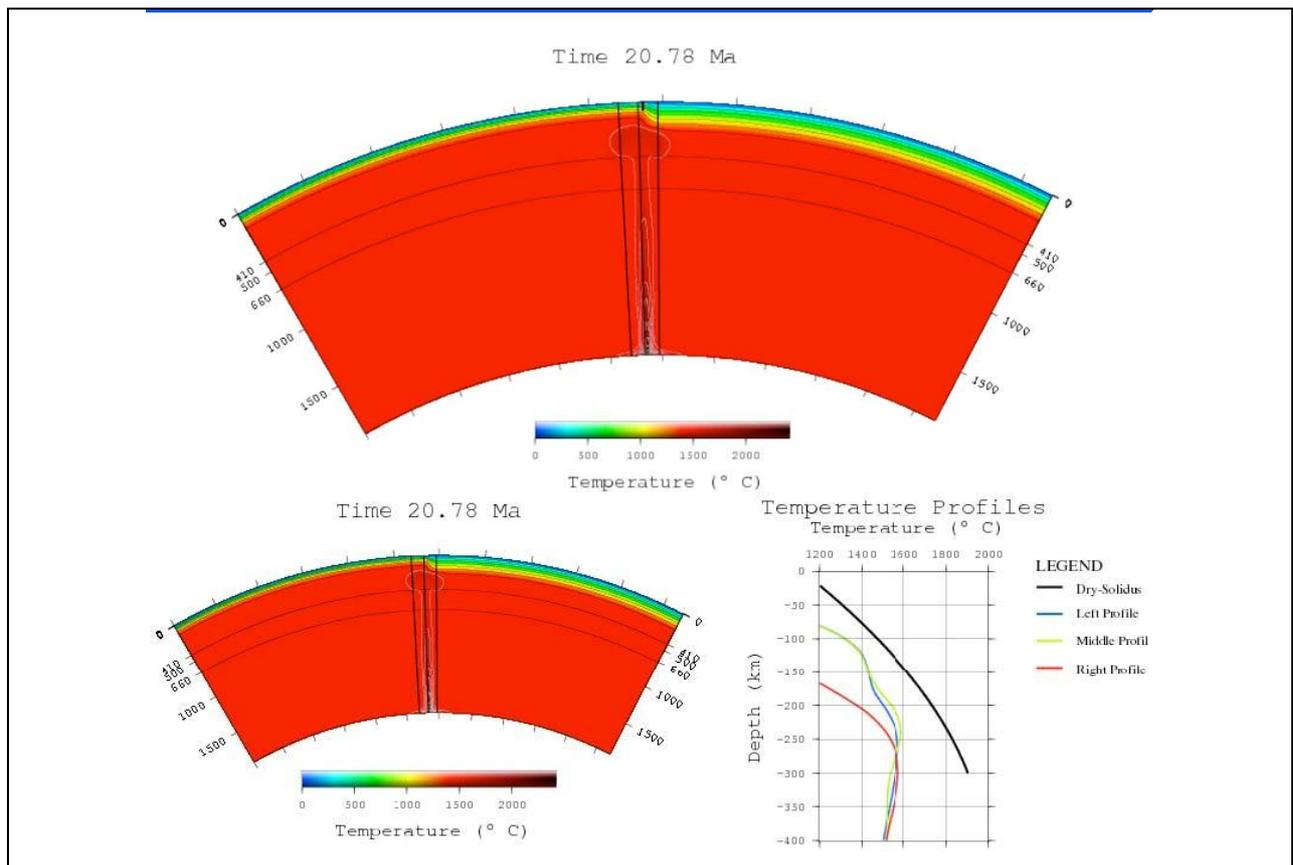 Time 20.78 Ma
0
0
410
500
660
1000
1500
410
500
660
1000
1500
0 500 1000 1500 2000
Temperature (° C)
Time 20.78 Ma
0
0
410
500
660
1000
1500
410
500
660
1000
1500
0 500 1000 1500 2000
Temperature (° C)
Temperature Profiles
Temperature (° C)
1200 1400 1600 1800 2000
0
-50
-100
-150
-200
-250
-300
-350
-400
Depth (km)
LEGEND
Dry-Solidus
Left Profile
Middle Profil
Right Profile